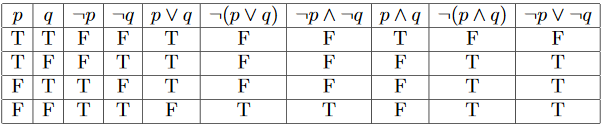 p q ¬p ¬q p ∨ q ¬(p ∨ q) ¬p ∧ ¬q p ∧ q ¬(p ∧ q) ¬p ∨ ¬q
T T F F T F F T F F
T F F T T F F F T T
F T T F T F F F T T
F F T T F T T F T T